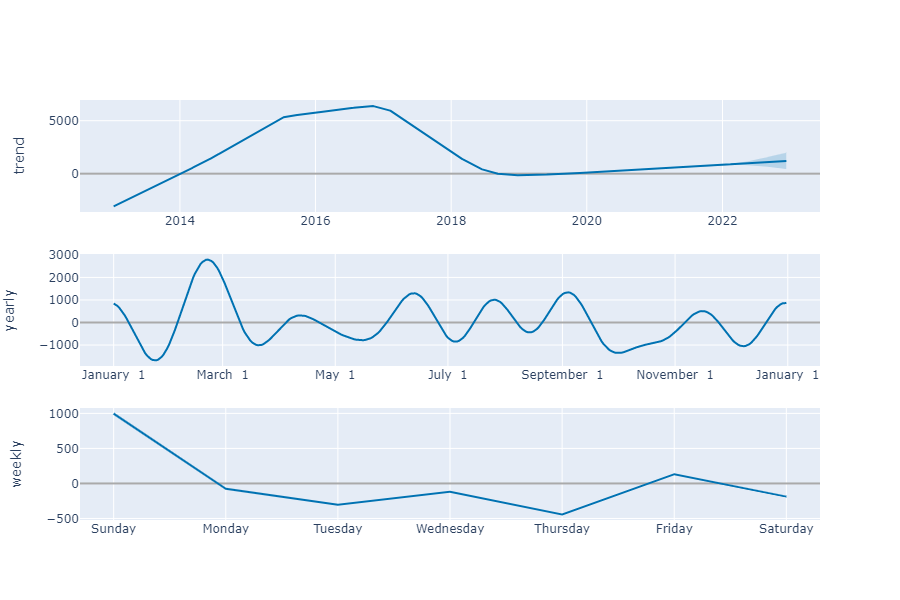 trend
5000
0
2014 2016 2018 2020 2022
yearly
3000
2000
1000
0
−1000
January 1 March 1 May 1 July 1 September 1 November 1 January 1
weekly
1000
500
0
−500
Sunday Monday Tuesday Wednesday Thursday Friday Saturday